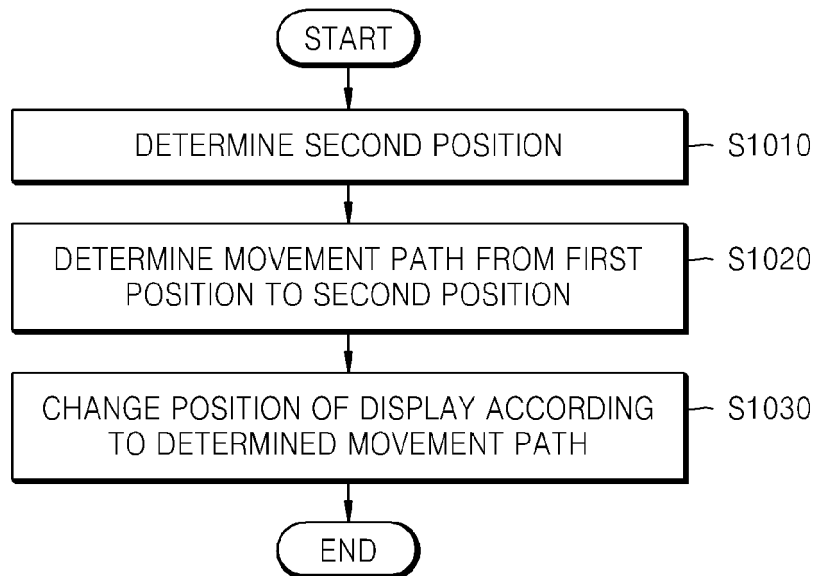 START
DETERMINE SECOND POSITION
S1010
DETERMINE MOVEMENT PATH FROM FIRST
POSITION TO SECOND POSITION
S1020
CHANGE POSITION OF DISPLAY ACCORDING
TO DETERMINED MOVEMENT PATH
S1030
END